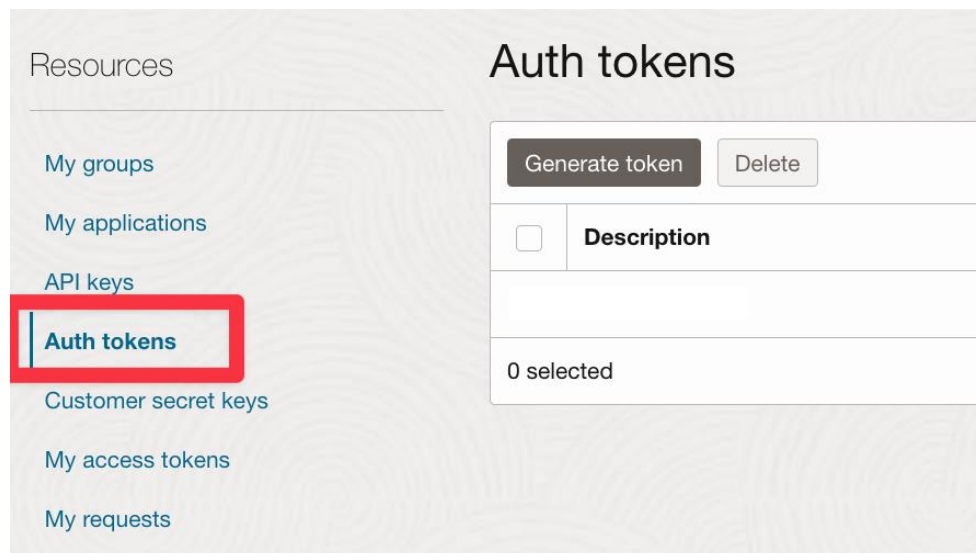 Resources
My groups
My applications
API keys
Auth tokens
Customer secret keys
My access tokens
My requests
Auth tokens
Generate token
Delete
Description
0 selected